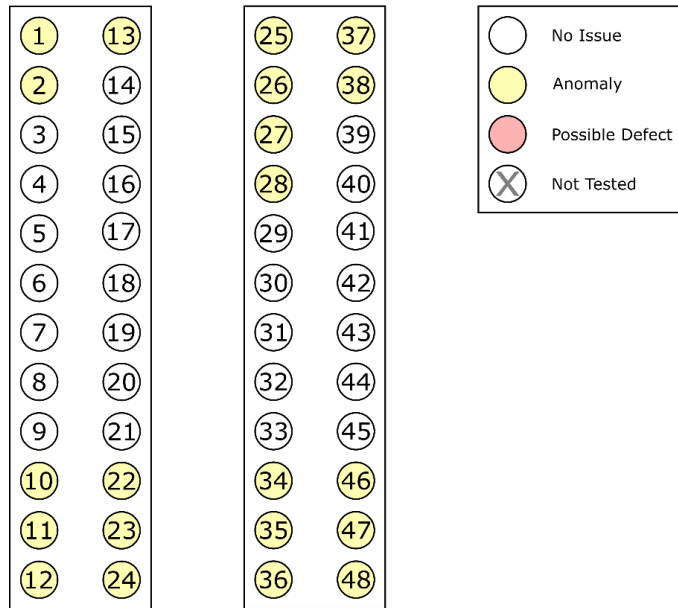 1 13 25 37 No Issue
2 14 26 38 Anomaly
3 15 27 39 Possible Defect
4 16 28 40 X Not Tested
5 17 29 41
6 18 30 42
7 19 31 43
8 20 32 44
9 21 33 45
10 22 34 46
11 23 35 47
12 24 36 48